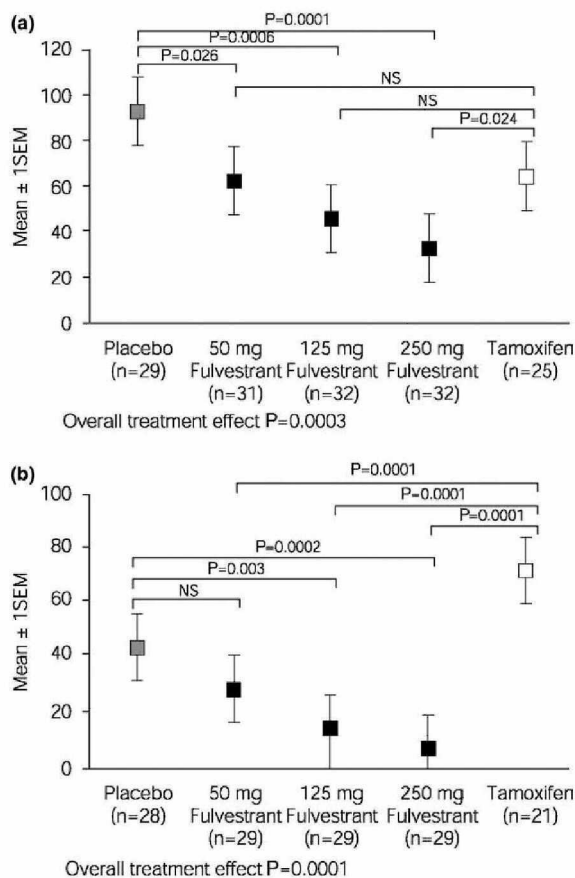 (a)
P=0.0001
P=0.0006
P=0.026
NS
NS
P=0.024
Mean ± 1SEM
120
100
80
60
40
20
0
Placebo
(n=29)
50 mg
Fulvestrant
(n=31)
125 mg
Fulvestrant
(n=32)
250 mg
Fulvestrant
(n=32)
Tamoxifen
(n=25)
Overall treatment effect P=0.0003
(b)
P=0.0001
P=0.0001
P=0.0001
P=0.0002
P=0.003
NS
Mean ± 1SEM
100
80
60
40
20
0
Placebo
(n=28)
50 mg
Fulvestrant
(n=29)
125 mg
Fulvestrant
(n=29)
250 mg
Fulvestrant
(n=29)
Tamoxifen
(n=21)
Overall treatment effect P=0.0001